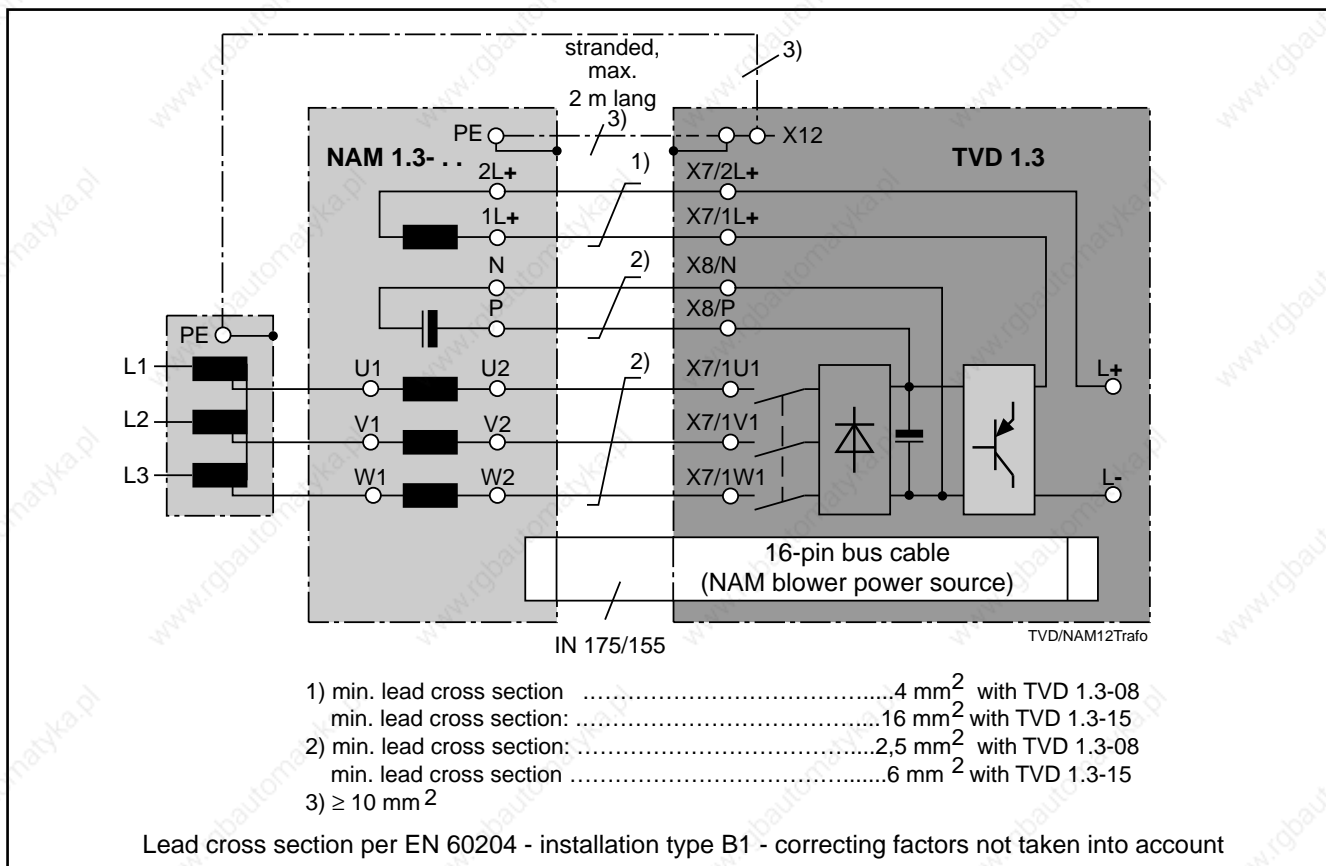 stranded,
max.
2 m lang
3)
3)
PE
X12
NAM 1.3- . .
TVD 1.3
1)
2L+
X7/2L+
1L+
X7/1L+
2)
N
X8/N
P
X8/P
PE
L1
U1
U2
2)
X7/1U1
L+
L2
V1
V2
X7/1V1
L3
W1
W2
X7/1W1
L-
16-pin bus cable
(NAM blower power source)
IN 175/155
TVD/NAM12Trafo
1) min. lead cross section ……………………………….....4 mm2 with TVD 1.3-08
min. lead cross section: ……………………………....16 mm2 with TVD 1.3-15
2) min. lead cross section: ……………………………....2,5 mm2 with TVD 1.3-08
min. lead cross section ……………………………….......6 mm 2 with TVD 1.3-15
3) ≥ 10 mm 2
Lead cross section per EN 60204 - installation type B1 - correcting factors not taken into account
www.rgbautomatyka.pl